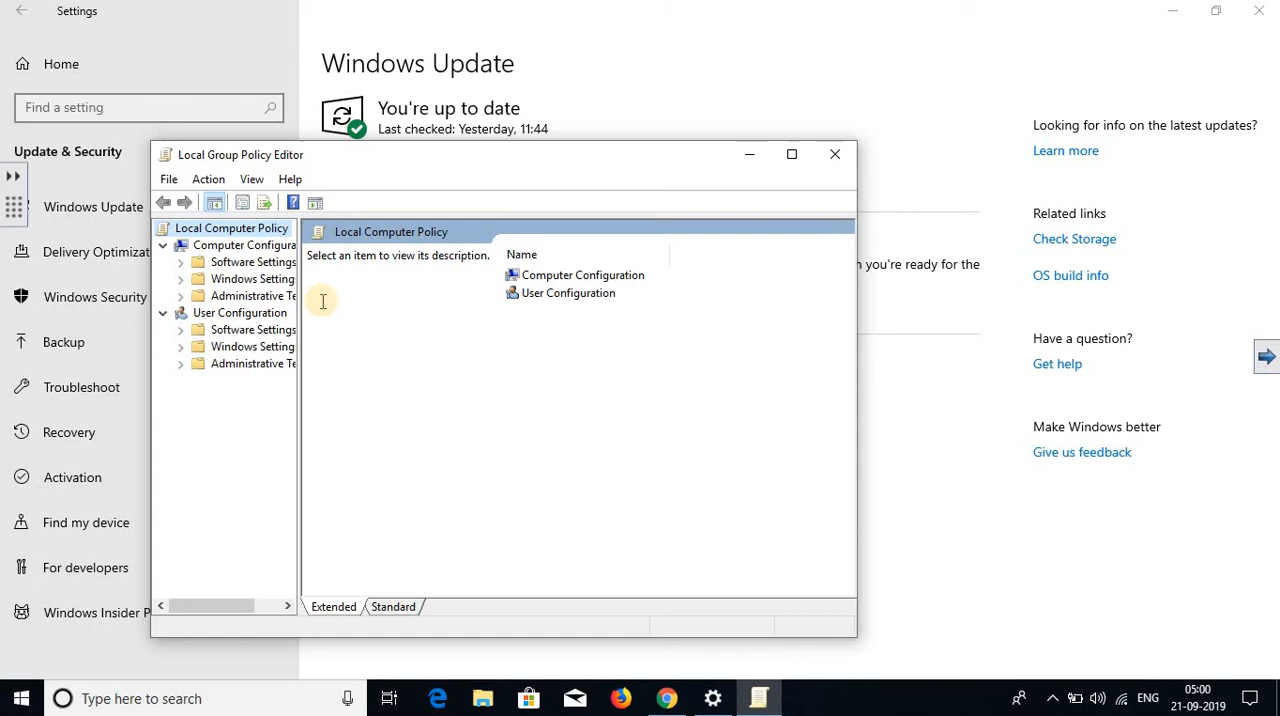 Settings
Home
Find a setting
Update & Security
Windows Update
Delivery Optimizat
Windows Security
Backup
Troubleshoot
Recovery
Activation
Find my device
For developers
Windows Insider P
Windows Update
You're up to date
Last checked: Yesterday, 11:44
Local Group Policy Editor
File Action View Help
Local Computer Policy
Computer Configura
Software Settings
Windows Setting
Administrative Te
User Configuration
Software Settings
Windows Setting
Administrative Te
Local Computer Policy
Select an item to view its description.
Name
Computer Configuration
User Configuration
Extended Standard
n you're ready for the
Looking for info on the latest updates?
Learn more
Related links
Check Storage
OS build info
Have a question?
Get help
Make Windows better
Give us feedback
Type here to search
ENG
05:00
21-09-2019